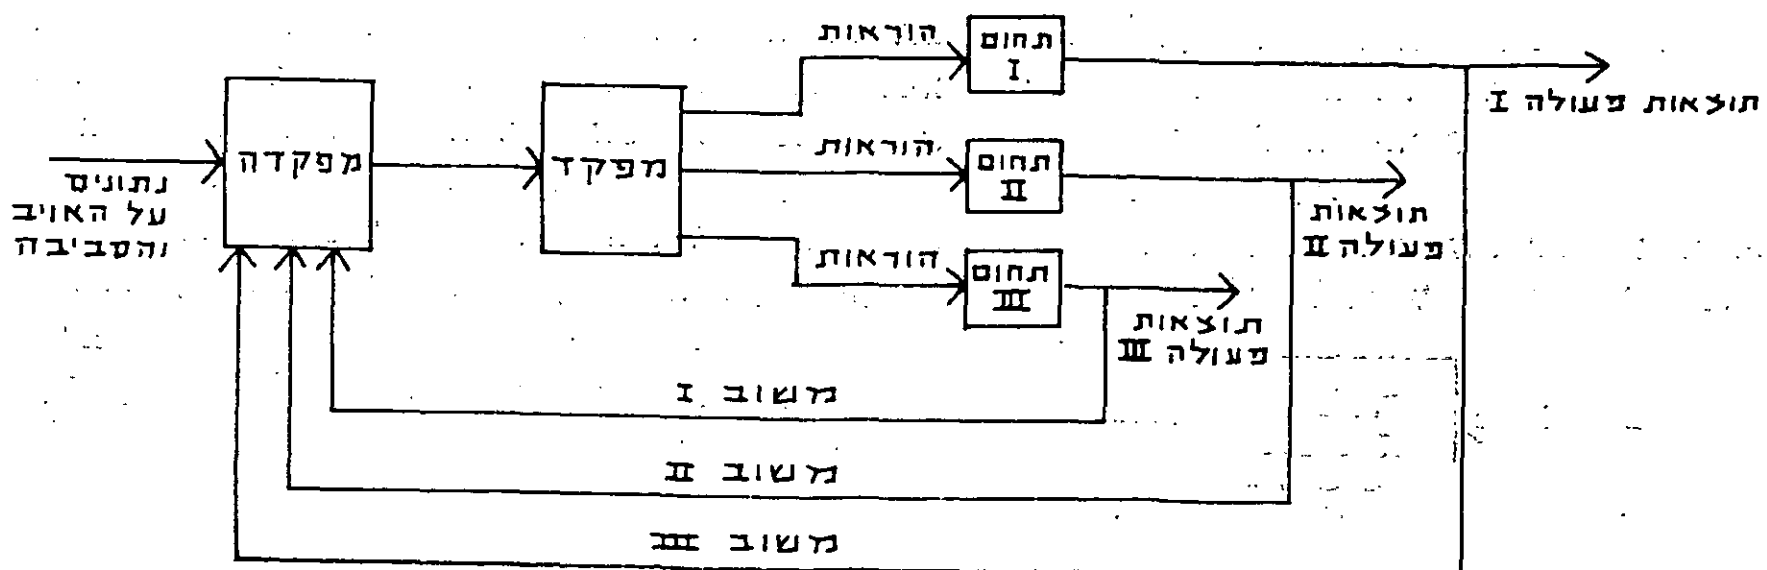 הוראות
תחום
I
תוצאות פעולה I
מפקדה
מפקד
הוראות
תחום
II
נתונים
על האויב
והסביבה
תוצאות
פעולה II
הוראות
תחום
III
תוצאות
פעולה III
משוב I
משוב II
משוב III